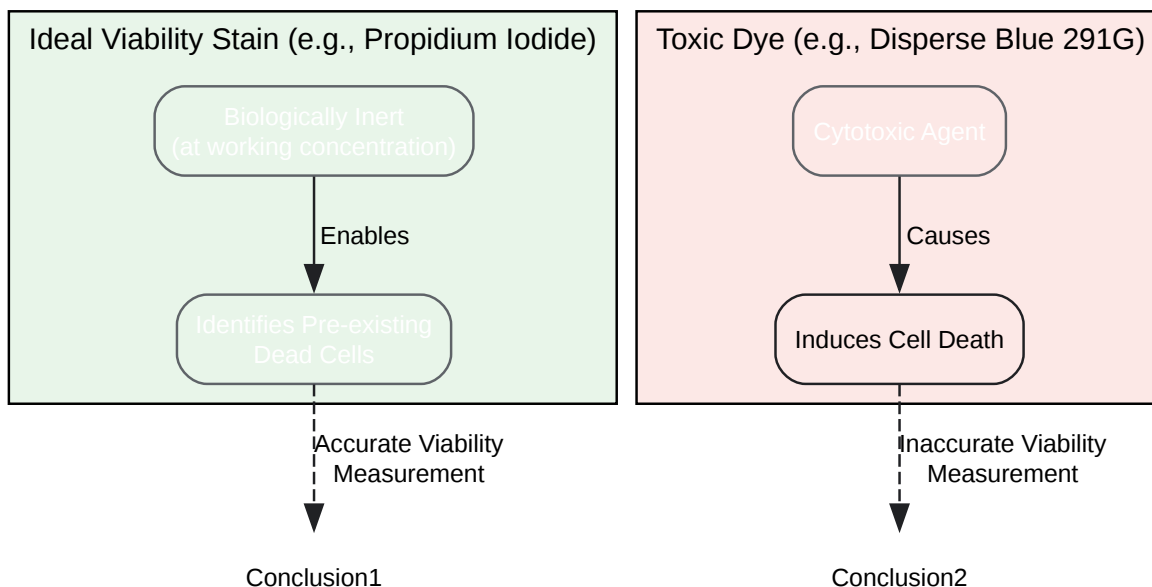 Ideal Viability Stain (e.g., Propidium Iodide)
Biologically Inert
(at working concentration)
Enables
Identifies Pre-existing
Dead Cells
Accurate Viability
Measurement
Conclusion1
Toxic Dye (e.g., Disperse Blue 291G)
Cytotoxic Agent
Causes
Induces Cell Death
Inaccurate Viability
Measurement
Conclusion2